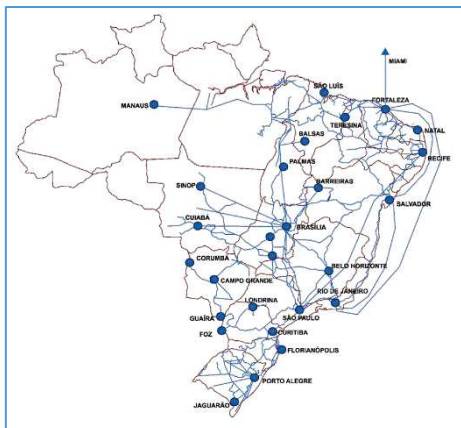 MIAMI
SÃO LUÍS
FORTALEZA
MANAUS
TERESINA
NATAL
BALSAS
RECIFE
PALMAS
SINOP
BARREIRAS
SALVADOR
CUIABÁ
BRASÍLIA
CORUMBÁ
BELO HORIZONTE
CAMPO GRANDE
RIO DE JANEIRO
LONDRINA
GUAÍRA
SÃO PAULO
FOZ
CURITIBA
FLORIANÓPOLIS
PORTO ALEGRE
JAGUARÃO